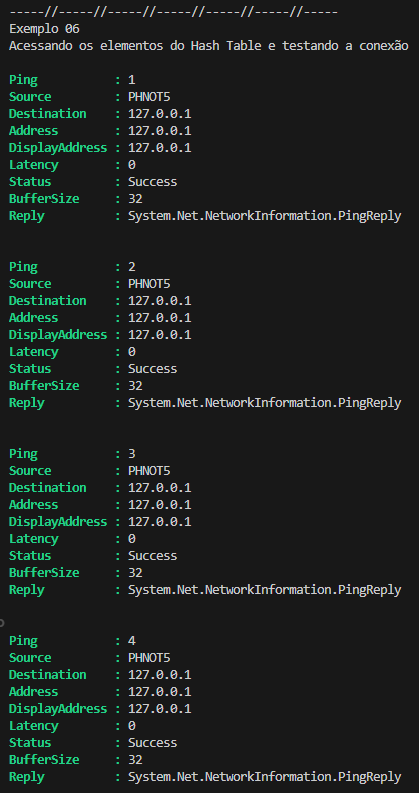 -----//-----//-----//-----//-----//-----//-----
Exemplo 06
Acessando os elementos do Hash Table e testando a conexão
Ping           : 1
Source         : PHNOT5
Destination    : 127.0.0.1
Address        : 127.0.0.1
DisplayAddress : 127.0.0.1
Latency        : 0
Status         : Success
BufferSize     : 32
Reply          : System.Net.NetworkInformation.PingReply
Ping           : 2
Source         : PHNOT5
Destination    : 127.0.0.1
Address        : 127.0.0.1
DisplayAddress : 127.0.0.1
Latency        : 0
Status         : Success
BufferSize     : 32
Reply          : System.Net.NetworkInformation.PingReply
Ping           : 3
Source         : PHNOT5
Destination    : 127.0.0.1
Address        : 127.0.0.1
DisplayAddress : 127.0.0.1
Latency        : 0
Status         : Success
BufferSize     : 32
Reply          : System.Net.NetworkInformation.PingReply
Ping           : 4
Source         : PHNOT5
Destination    : 127.0.0.1
Address        : 127.0.0.1
DisplayAddress : 127.0.0.1
Latency        : 0
Status         : Success
BufferSize     : 32
Reply          : System.Net.NetworkInformation.PingReply